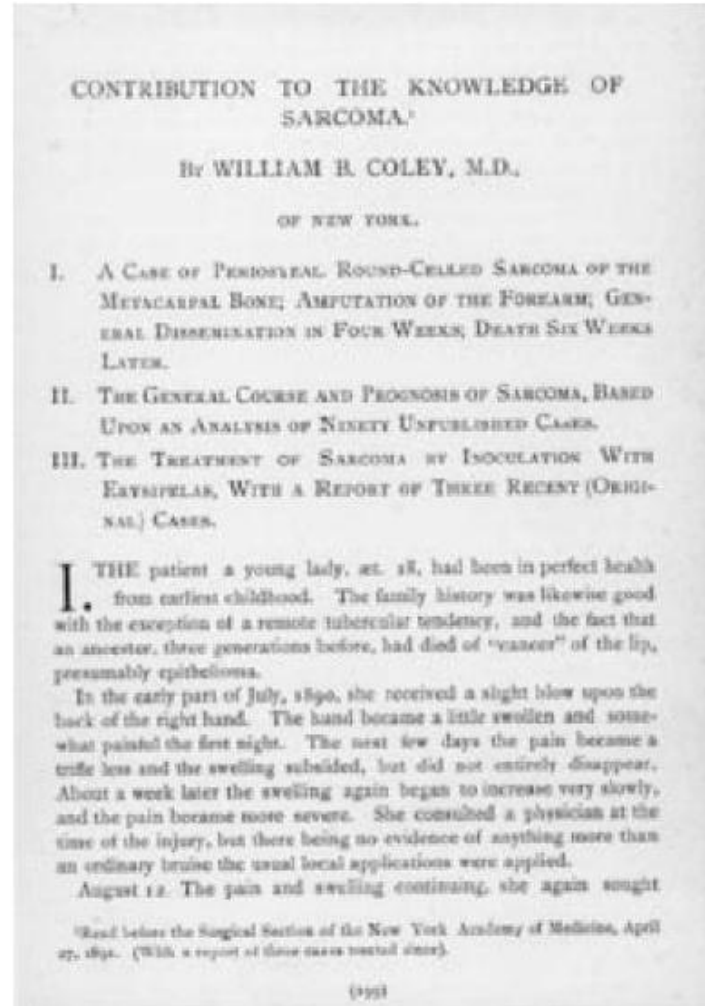 CONTRIBUTION TO THE KNOWLEDGE OF
SARCOMA.¹
By WILLIAM B. COLEY, M.D.,
OF NEW YORK.
I. A Case of Periosteal Round-Celled Sarcoma of the
Metacarpal Bone; Amputation of the Forearm; Gen-
eral Dissemination in Four Weeks; Death Six Weeks
Later.
II. The General Course and Prognosis of Sarcoma, Based
Upon an Analysis of Ninety Unpublished Cases.
III. The Treatment of Sarcoma by Inoculation With
Erysipelas, With a Report of Three Recent (Origi-
nal) Cases.
I. THE patient a young lady, æt. 18, had been in perfect health
from earliest childhood. The family history was likewise good
with the exception of a remote tubercular tendency, and the fact that
an ancestor, three generations before, had died of "cancer" of the lip,
presumably epithelioma.
In the early part of July, 1890, she received a slight blow upon the
back of the right hand. The hand became a little swollen and some-
what painful the first night. The next few days the pain became a
trifle less and the swelling subsided, but did not entirely disappear.
About a week later the swelling again began to increase very slowly,
and the pain became more severe. She consulted a physician at the
time of the injury, but there being no evidence of anything more than
an ordinary bruise the usual local applications were applied.
August 12. The pain and swelling continuing, she again sought
¹Read before the Surgical Section of the New York Academy of Medicine, April
27, 1891. (With a report of three cases treated since).
(199)